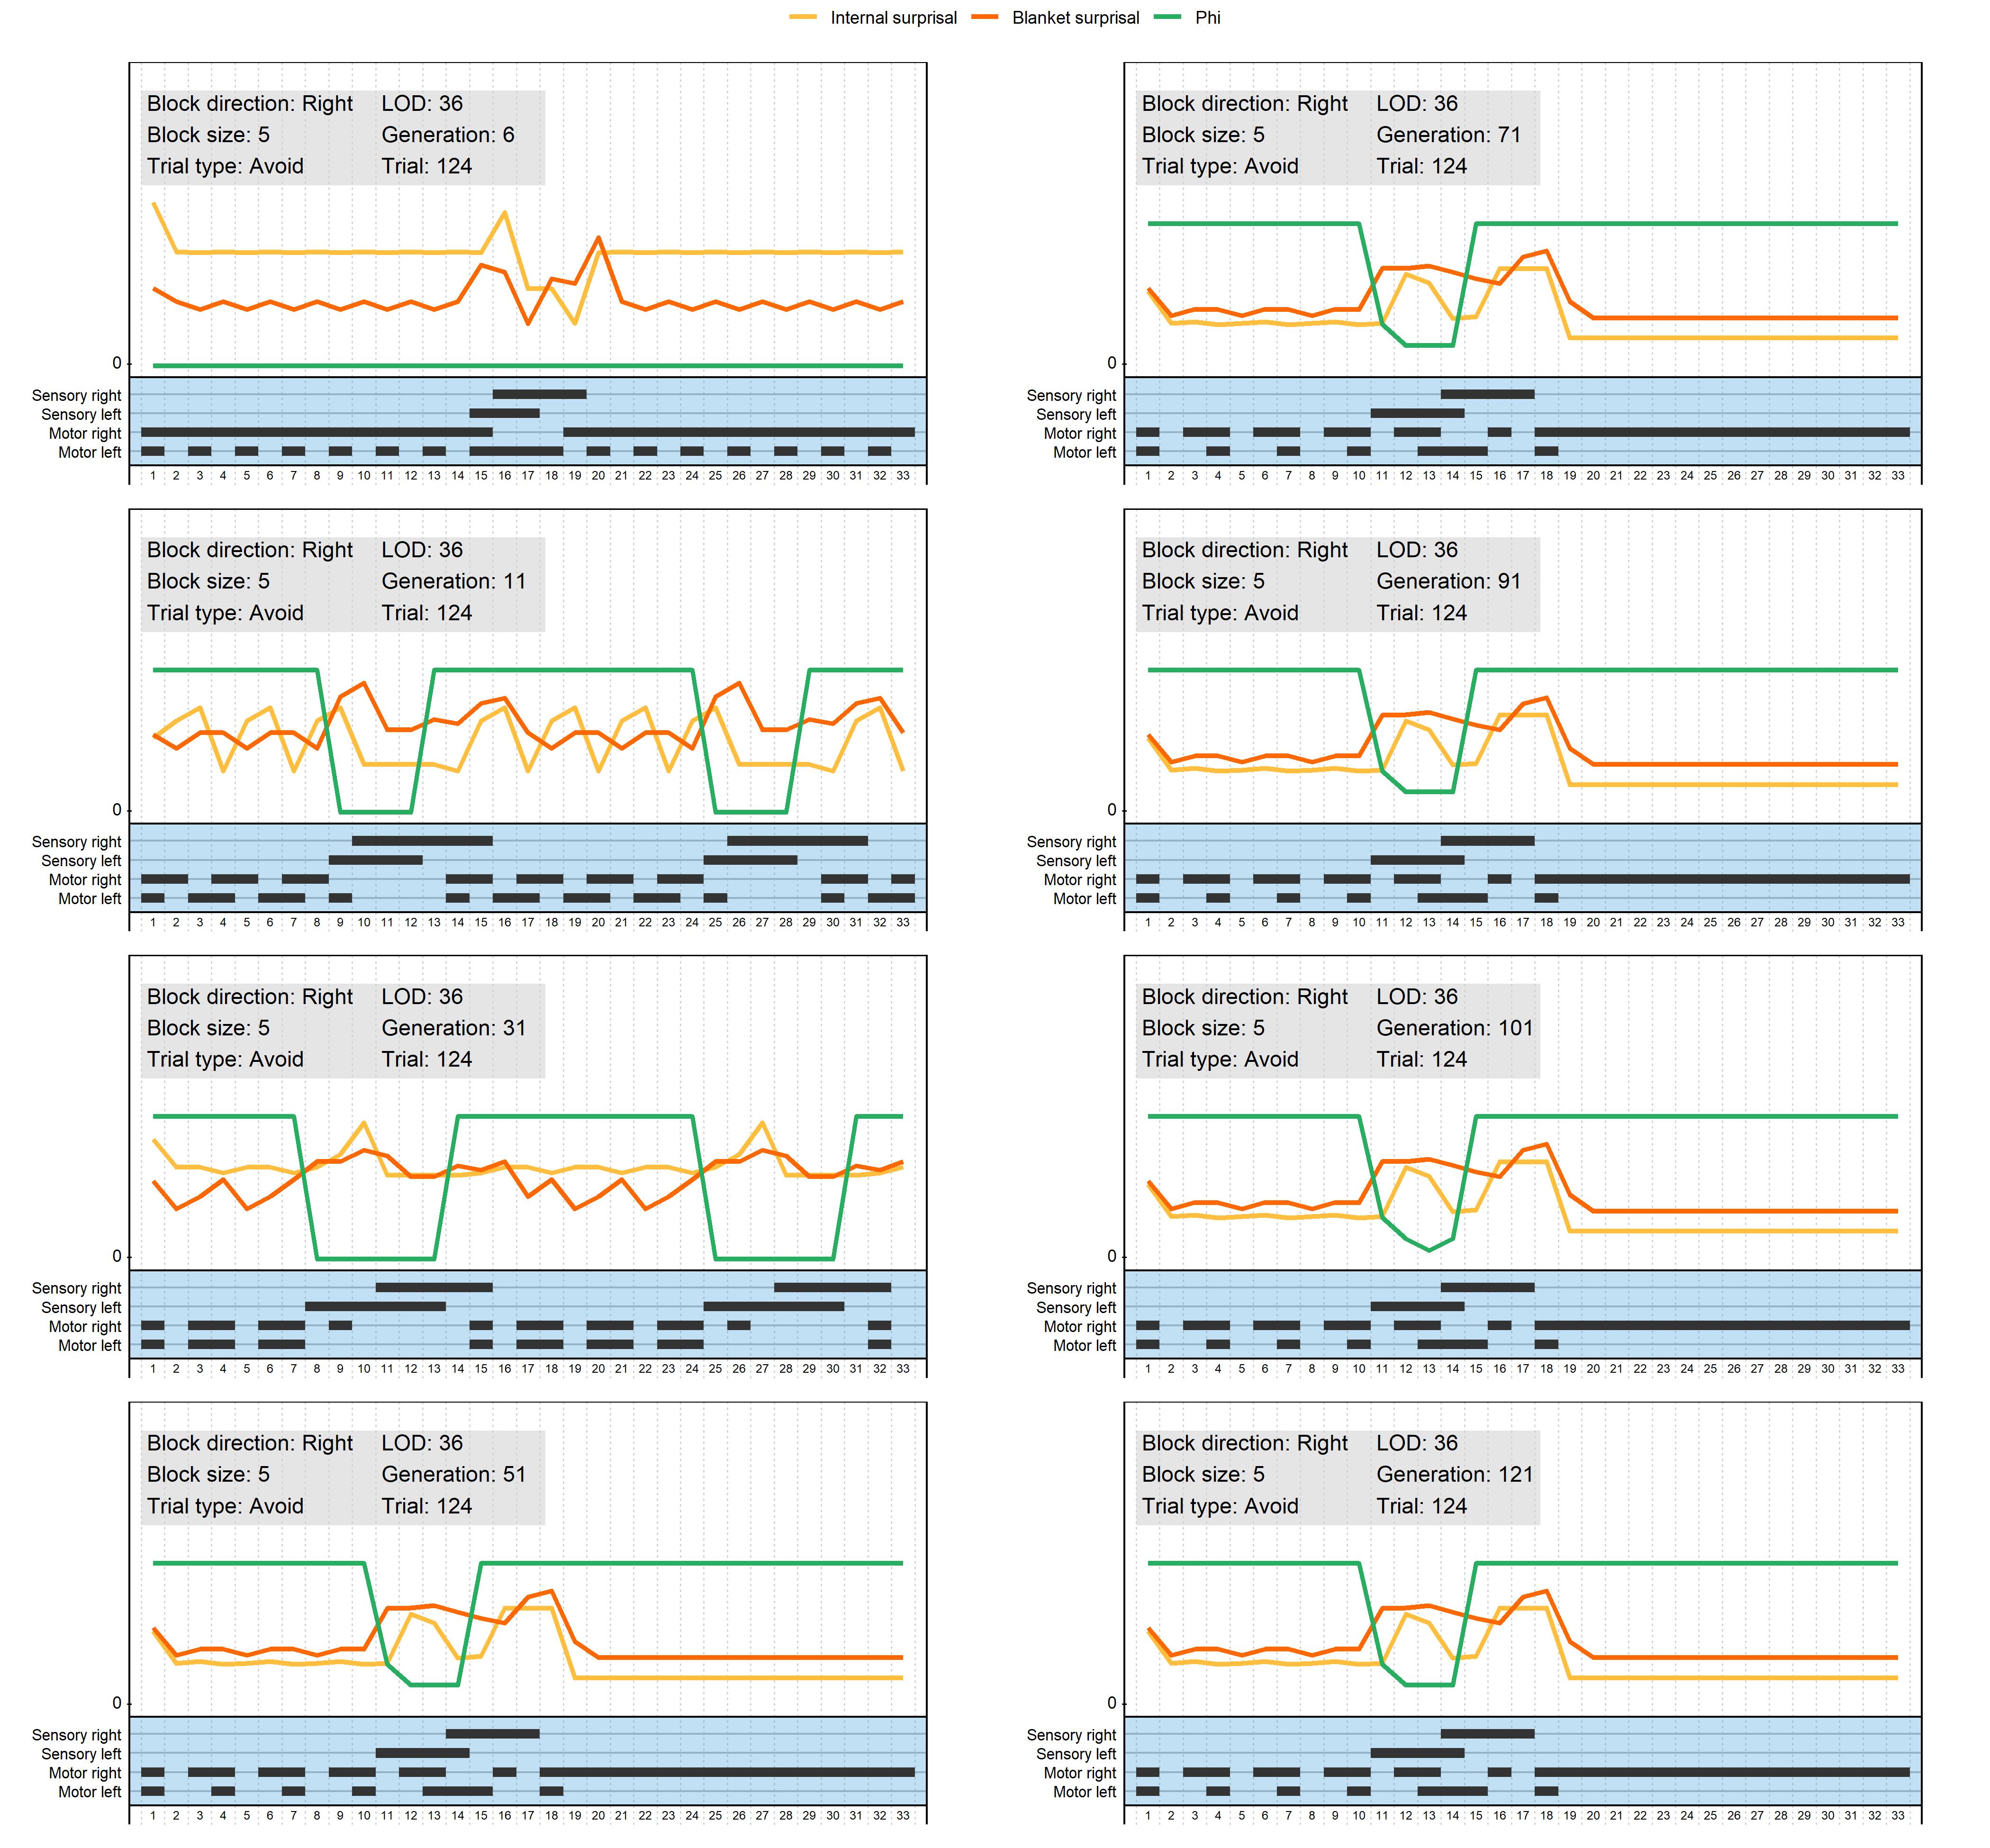 Internal surprisal Blanket surprisal Phi
Block direction: Right LOD: 36
Block size: 5 Generation: 6
Trial type: Avoid Trial: 124
0
Sensory right
Sensory left
Motor right
Motor left
1 2 3 4 5 6 7 8 9 10 11 12 13 14 15 16 17 18 19 20 21 22 23 24 25 26 27 28 29 30 31 32 33
Block direction: Right LOD: 36
Block size: 5 Generation: 71
Trial type: Avoid Trial: 124
0
Sensory right
Sensory left
Motor right
Motor left
1 2 3 4 5 6 7 8 9 10 11 12 13 14 15 16 17 18 19 20 21 22 23 24 25 26 27 28 29 30 31 32 33
Block direction: Right LOD: 36
Block size: 5 Generation: 11
Trial type: Avoid Trial: 124
0
Sensory right
Sensory left
Motor right
Motor left
1 2 3 4 5 6 7 8 9 10 11 12 13 14 15 16 17 18 19 20 21 22 23 24 25 26 27 28 29 30 31 32 33
Block direction: Right LOD: 36
Block size: 5 Generation: 91
Trial type: Avoid Trial: 124
0
Sensory right
Sensory left
Motor right
Motor left
1 2 3 4 5 6 7 8 9 10 11 12 13 14 15 16 17 18 19 20 21 22 23 24 25 26 27 28 29 30 31 32 33
Block direction: Right LOD: 36
Block size: 5 Generation: 31
Trial type: Avoid Trial: 124
0
Sensory right
Sensory left
Motor right
Motor left
1 2 3 4 5 6 7 8 9 10 11 12 13 14 15 16 17 18 19 20 21 22 23 24 25 26 27 28 29 30 31 32 33
Block direction: Right LOD: 36
Block size: 5 Generation: 101
Trial type: Avoid Trial: 124
0
Sensory right
Sensory left
Motor right
Motor left
1 2 3 4 5 6 7 8 9 10 11 12 13 14 15 16 17 18 19 20 21 22 23 24 25 26 27 28 29 30 31 32 33
Block direction: Right LOD: 36
Block size: 5 Generation: 51
Trial type: Avoid Trial: 124
0
Sensory right
Sensory left
Motor right
Motor left
1 2 3 4 5 6 7 8 9 10 11 12 13 14 15 16 17 18 19 20 21 22 23 24 25 26 27 28 29 30 31 32 33
Block direction: Right LOD: 36
Block size: 5 Generation: 121
Trial type: Avoid Trial: 124
0
Sensory right
Sensory left
Motor right
Motor left
1 2 3 4 5 6 7 8 9 10 11 12 13 14 15 16 17 18 19 20 21 22 23 24 25 26 27 28 29 30 31 32 33